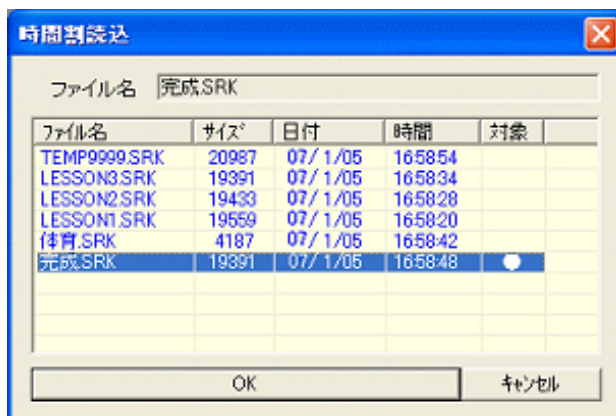 時間割読込
ファイル名 完成.SRK
ファイル名 サイズ 日付 時間 対象
TEMP9999.SRK 20987 07/ 1/05 16:58:54
LESSON3.SRK 19391 07/ 1/05 16:58:34
LESSON2.SRK 19433 07/ 1/05 16:58:28
LESSON1.SRK 19559 07/ 1/05 16:58:20
体育.SRK 4187 07/ 1/05 16:58:42
完成.SRK 19391 07/ 1/05 16:58:48 ●
OK キャンセル